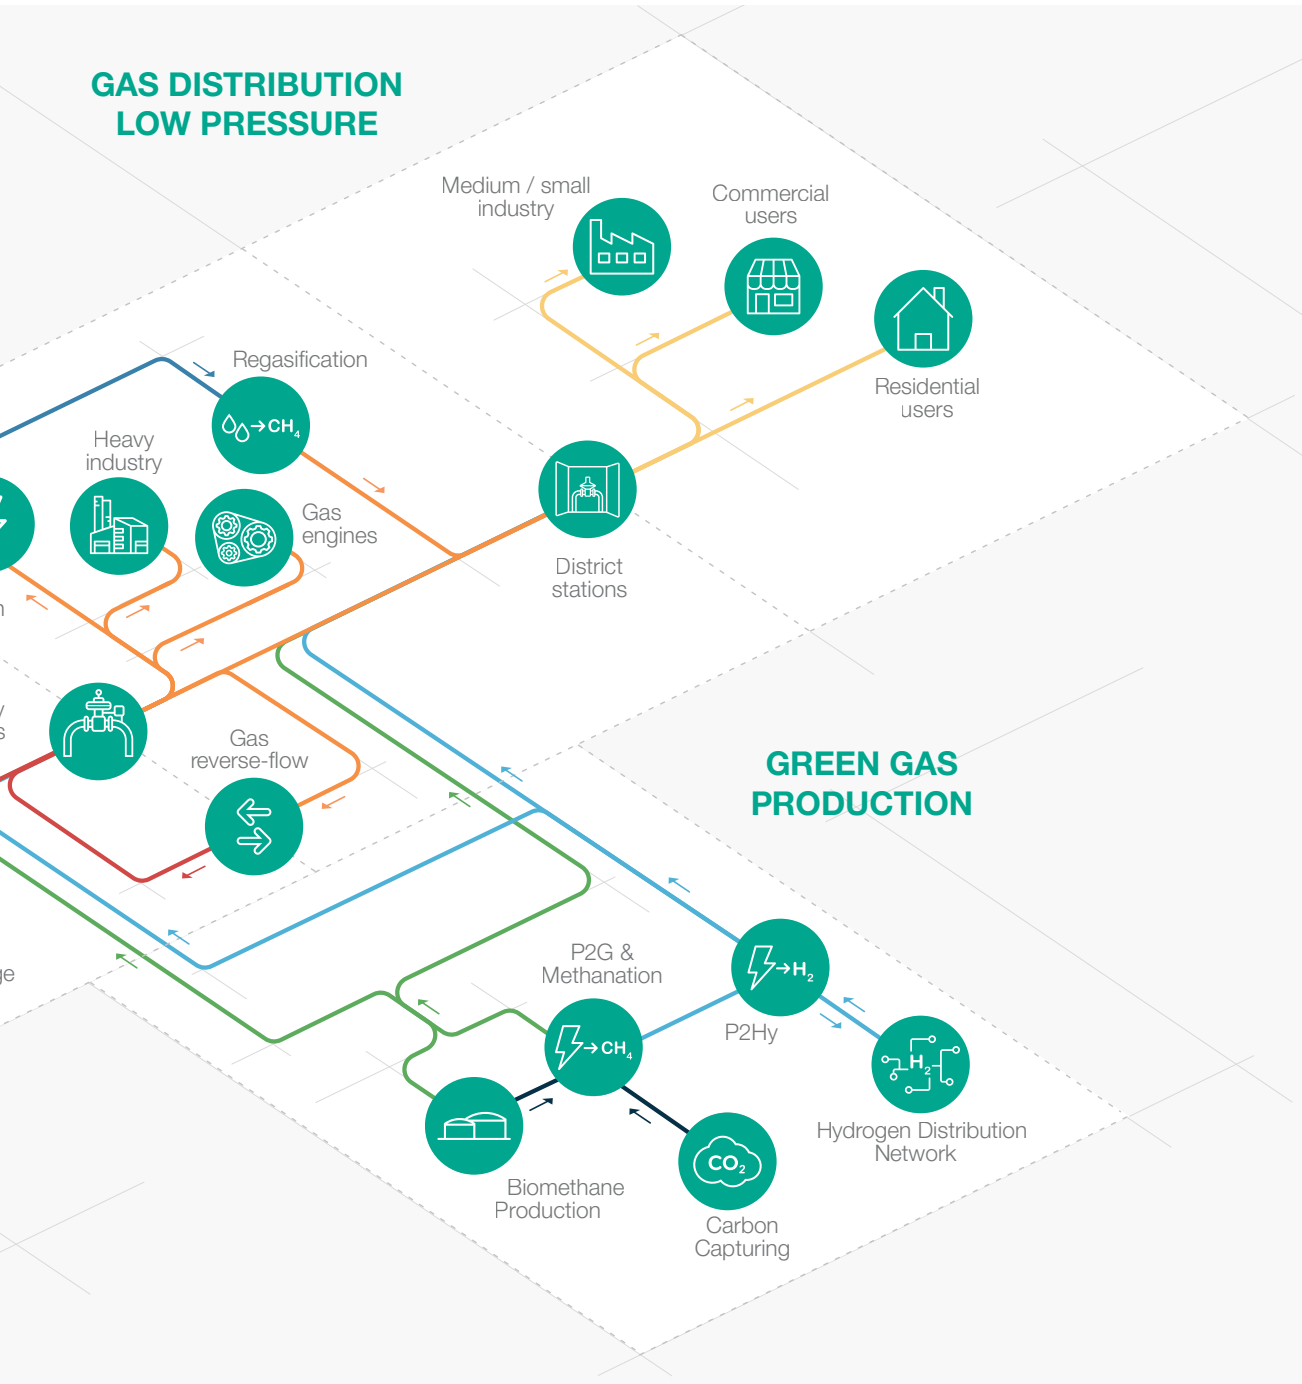 GAS DISTRIBUTION
LOW PRESSURE
Medium / small
industry
Commercial
users
Residential
users
Regasification
→CH4
Heavy
industry
Gas
engines
District
stations
Gas
reverse-flow
GREEN GAS
PRODUCTION
P2G &
Methanation
→CH4
→H2
P2Hy
H2
Hydrogen Distribution
Network
Biomethane
Production
CO2
Carbon
Capturing